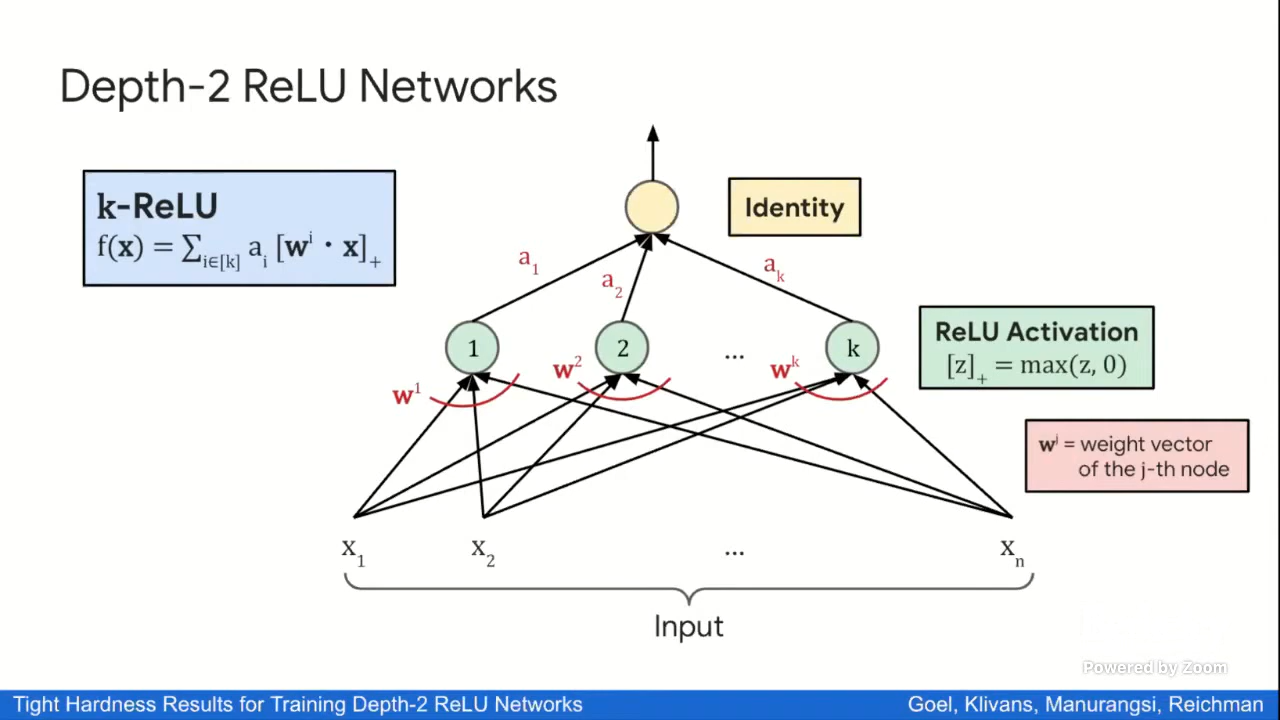 Depth-2 ReLU Networks
k-ReLU
f(x) = ∑i∈[k] ai [wi · x]+
Identity
a1
a2
ak
1
2
...
k
ReLU Activation
[z]+ = max(z, 0)
w1
w2
wk
wj = weight vector
of the j-th node
x1
x2
...
xn
Input
Powered by Zoom
Tight Hardness Results for Training Depth-2 ReLU Networks
Goel, Klivans, Manurangsi, Reichman